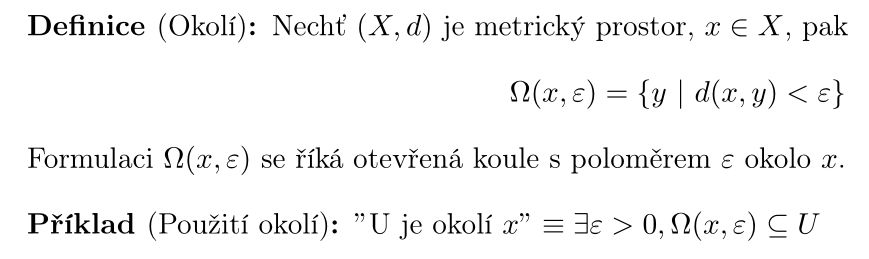 Definice (Okolí): Nechť (X, d) je metrický prostor, x ∈ X, pak
Ω(x, ε) = {y | d(x, y) < ε}
Formulaci Ω(x, ε) se říká otevřená koule s poloměrem ε okolo x.
Příklad (Použití okolí): ”U je okolí x” ≡ ∃ε > 0, Ω(x, ε) ⊆ U